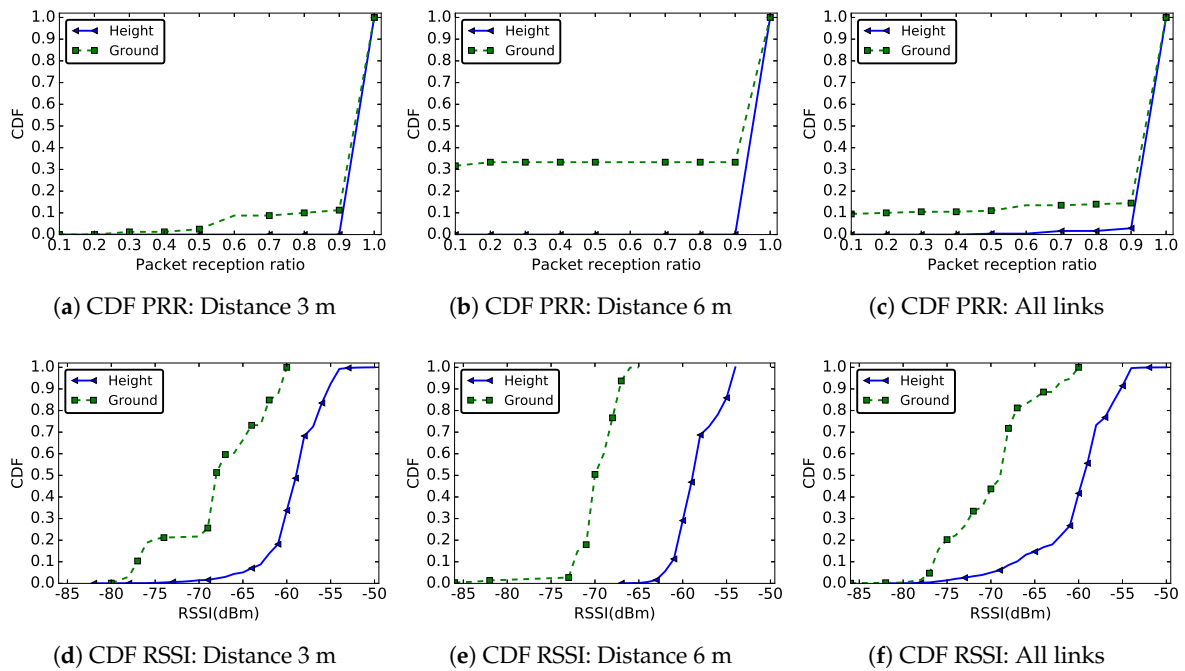 Height
Ground
CDF
1.0
0.9
0.8
0.7
0.6
0.5
0.4
0.3
0.2
0.1
0.0
0.1 0.2 0.3 0.4 0.5 0.6 0.7 0.8 0.9 1.0
Packet reception ratio
(a) CDF PRR: Distance 3 m
Height
Ground
CDF
1.0
0.9
0.8
0.7
0.6
0.5
0.4
0.3
0.2
0.1
0.0
0.1 0.2 0.3 0.4 0.5 0.6 0.7 0.8 0.9 1.0
Packet reception ratio
(b) CDF PRR: Distance 6 m
Height
Ground
CDF
1.0
0.9
0.8
0.7
0.6
0.5
0.4
0.3
0.2
0.1
0.0
0.1 0.2 0.3 0.4 0.5 0.6 0.7 0.8 0.9 1.0
Packet reception ratio
(c) CDF PRR: All links
Height
Ground
CDF
1.0
0.9
0.8
0.7
0.6
0.5
0.4
0.3
0.2
0.1
0.0
-85 -80 -75 -70 -65 -60 -55 -50
RSSI(dBm)
(d) CDF RSSI: Distance 3 m
Height
Ground
CDF
1.0
0.9
0.8
0.7
0.6
0.5
0.4
0.3
0.2
0.1
0.0
-85 -80 -75 -70 -65 -60 -55 -50
RSSI(dBm)
(e) CDF RSSI: Distance 6 m
Height
Ground
CDF
1.0
0.9
0.8
0.7
0.6
0.5
0.4
0.3
0.2
0.1
0.0
-85 -80 -75 -70 -65 -60 -55 -50
RSSI(dBm)
(f) CDF RSSI: All links